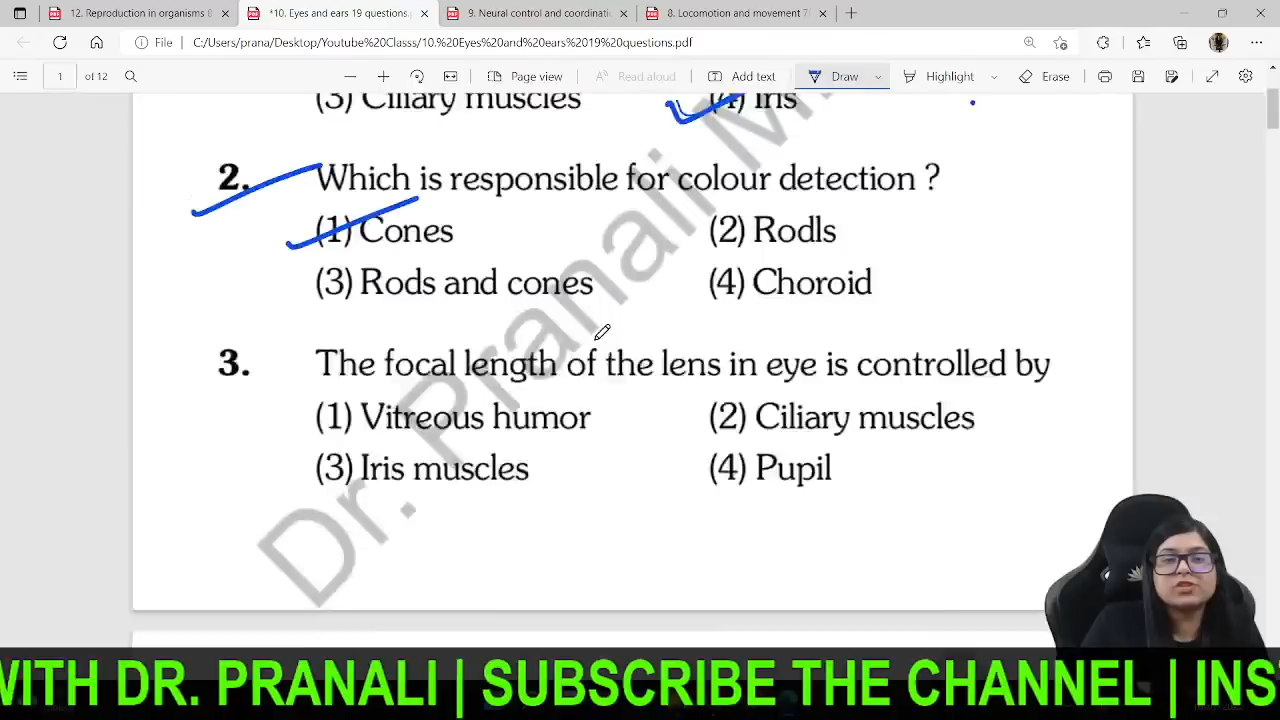 12. Reproduction in organisms 6
*10. Eyes and ears 19 questions.
9. Neural control and coordinatio
8. Locomotion and movement 7
File
C:/Users/prana/Desktop/Youtube%20Classs/10.%20Eyes%20and%20ears%2019%20questions.pdf
1 of 12
Page view
Read aloud
Add text
Draw
Highlight
Erase
(3) Ciliary muscles (4) Iris
2. Which is responsible for colour detection ?
(1) Cones (2) Rodls
(3) Rods and cones (4) Choroid
3. The focal length of the lens in eye is controlled by
(1) Vitreous humor (2) Ciliary muscles
(3) Iris muscles (4) Pupil
Dr. Pranali M
WITH DR. PRANALI | SUBSCRIBE THE CHANNEL | INS